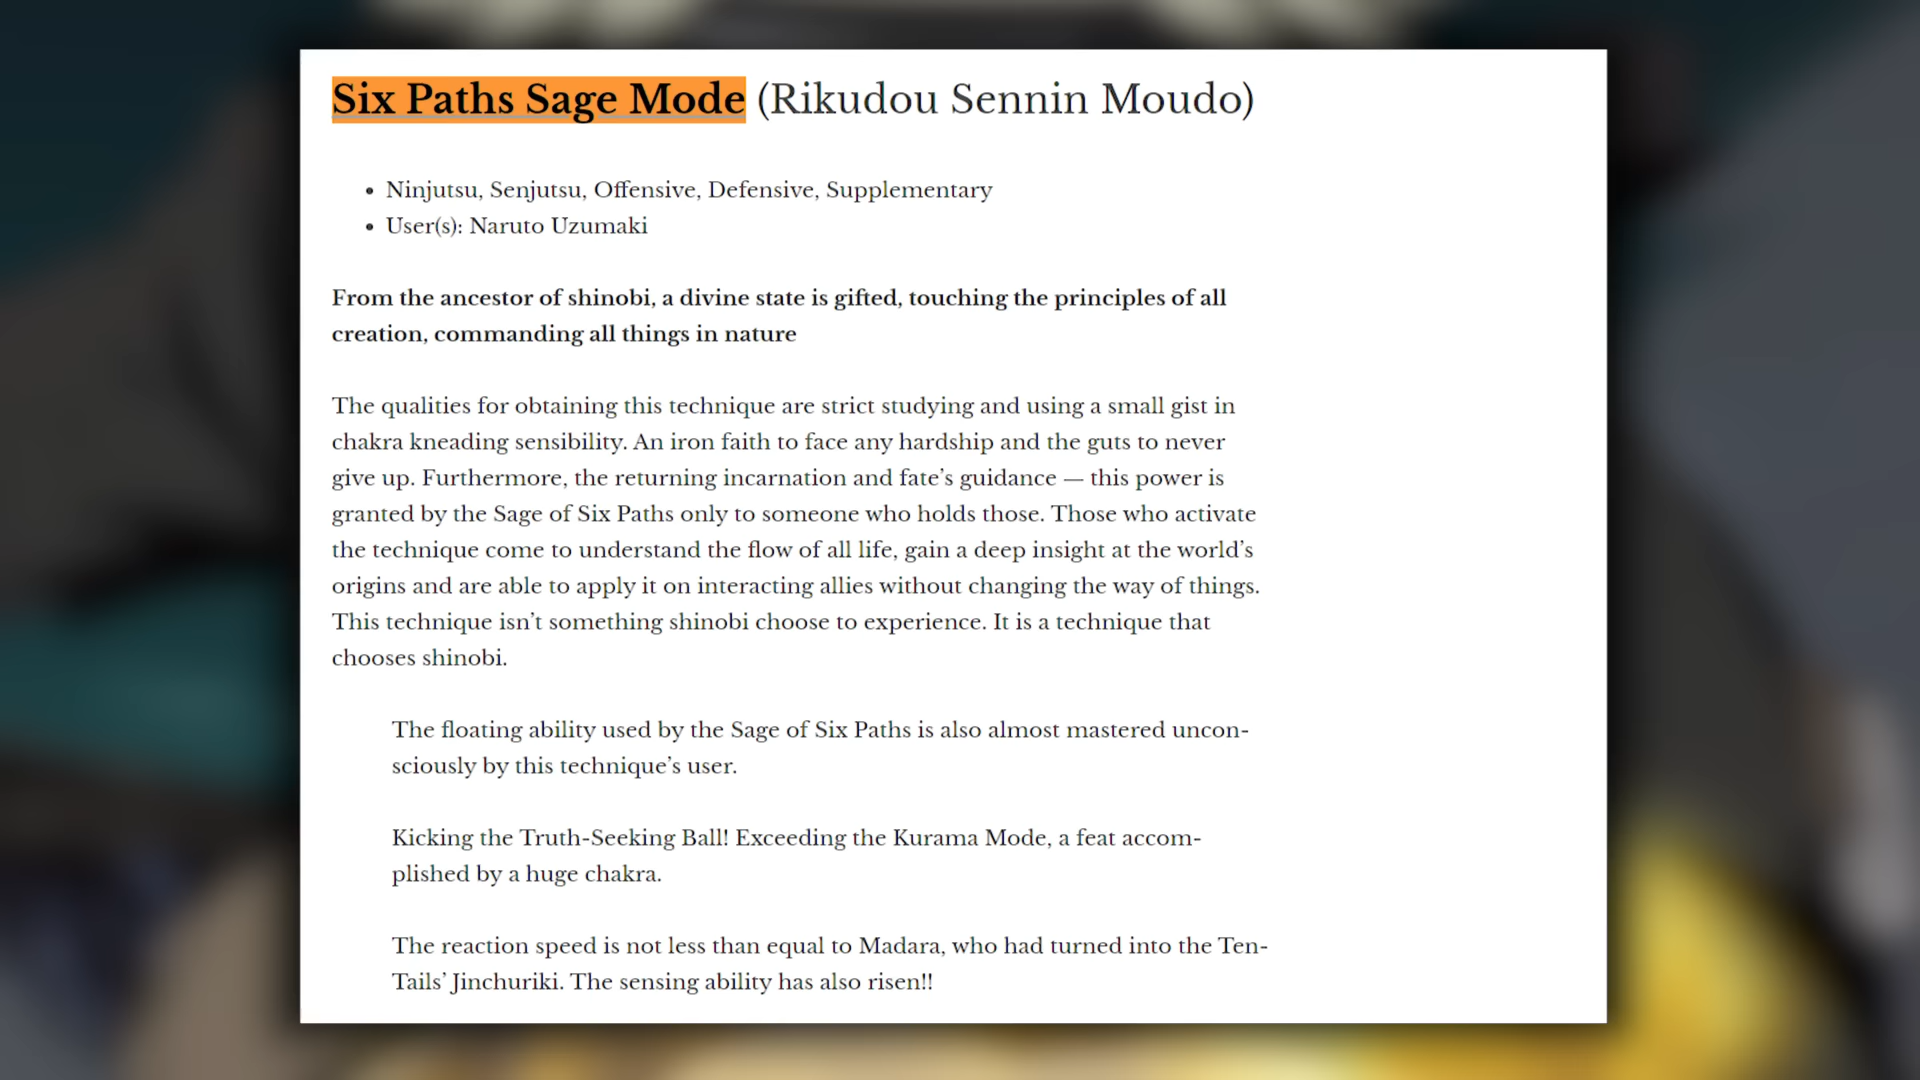 Six Paths Sage Mode (Rikudou Sennin Moudo)
• Ninjutsu, Senjutsu, Offensive, Defensive, Supplementary
• User(s): Naruto Uzumaki
From the ancestor of shinobi, a divine state is gifted, touching the principles of all
creation, commanding all things in nature
The qualities for obtaining this technique are strict studying and using a small gist in
chakra kneading sensibility. An iron faith to face any hardship and the guts to never
give up. Furthermore, the returning incarnation and fate’s guidance — this power is
granted by the Sage of Six Paths only to someone who holds those. Those who activate
the technique come to understand the flow of all life, gain a deep insight at the world’s
origins and are able to apply it on interacting allies without changing the way of things.
This technique isn’t something shinobi choose to experience. It is a technique that
chooses shinobi.
The floating ability used by the Sage of Six Paths is also almost mastered uncon-
sciously by this technique’s user.
Kicking the Truth-Seeking Ball! Exceeding the Kurama Mode, a feat accom-
plished by a huge chakra.
The reaction speed is not less than equal to Madara, who had turned into the Ten-
Tails’ Jinchuriki. The sensing ability has also risen!!